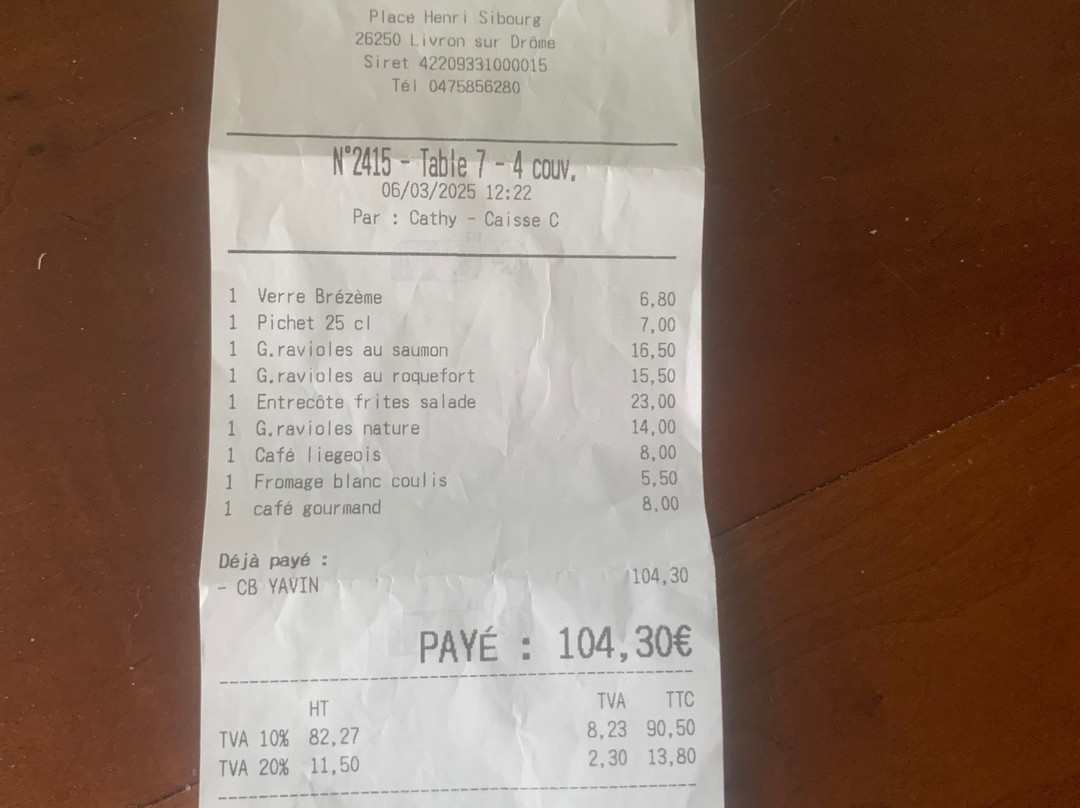 Place Henri Sibourg
26250 Livron sur Drôme
Siret 42209331000015
Tél 0475856280
N°2415 - Table 7 - 4 couv.
06/03/2025 12:22
Par : Cathy - Caisse C
1 Verre Brézème 6,80
1 Pichet 25 cl 7,00
1 G.ravioles au saumon 16,50
1 G.ravioles au roquefort 15,50
1 Entrecôte frites salade 23,00
1 G.ravioles nature 14,00
1 Café liegeois 8,00
1 Fromage blanc coulis 5,50
1 café gourmand 8,00
Déjà payé :
- CB YAVIN 104,30
PAYÉ : 104,30€
HT TVA TTC
TVA 10% 82,27 8,23 90,50
TVA 20% 11,50 2,30 13,80